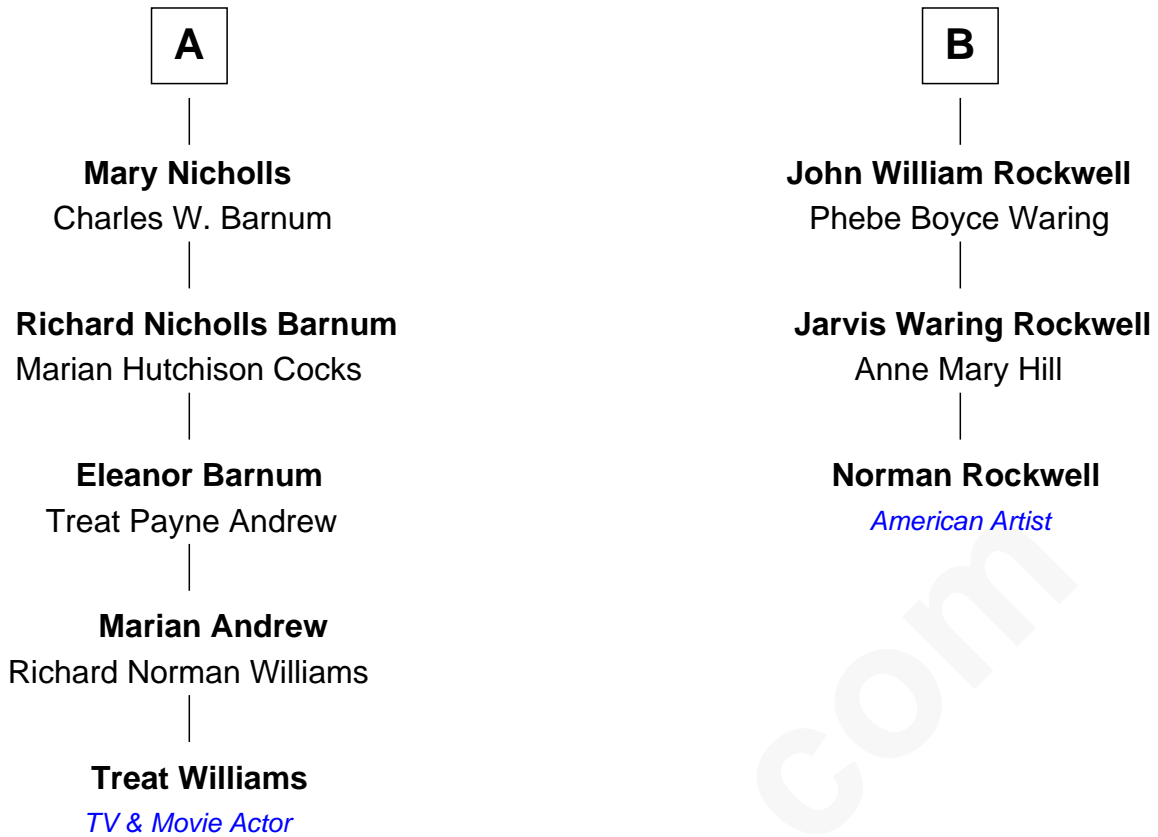 A
Mary Nicholls
Charles W. Barnum
Richard Nicholls Barnum
Marian Hutchison Cocks
Eleanor Barnum
Treat Payne Andrew
Marian Andrew
Richard Norman Williams
Treat Williams
TV & Movie Actor
B
John William Rockwell
Phebe Boyce Waring
Jarvis Waring Rockwell
Anne Mary Hill
Norman Rockwell
American Artist
com